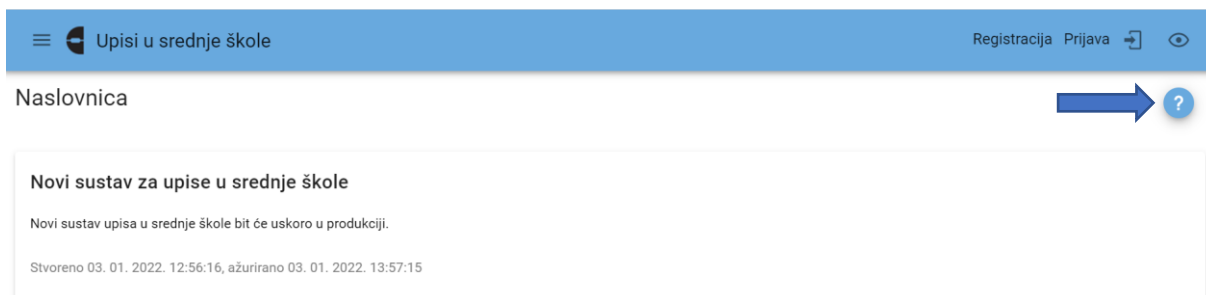 Upisi u srednje škole
Registracija Prijava
Naslovnica
?
Novi sustav za upise u srednje škole
Novi sustav upisa u srednje škole bit će uskoro u produkciji.
Stvoreno 03. 01. 2022. 12:56:16, ažurirano 03. 01. 2022. 13:57:15